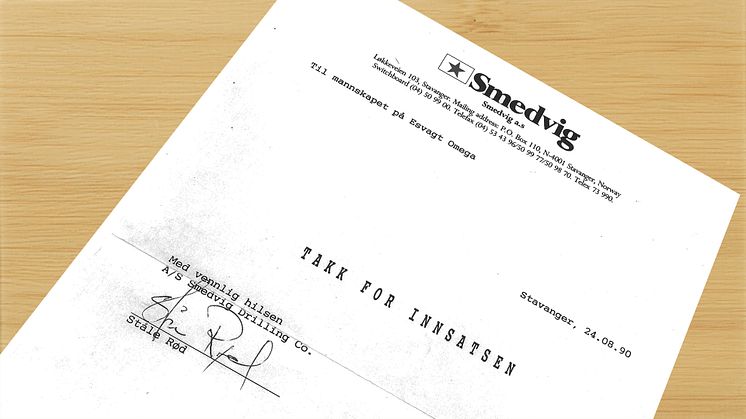 Smedvig
Smedvig a.s
Løkkeveien 103, Stavanger. Mailing address: P.O. Box 110, N-4001 Stavanger, Norway
Switchboard (04) 50 99 00. Telefax (04) 53 43 96/50 99 77/50 98 70. Telex 73 990.
Til mannskapet på Esvagt Omega
Stavanger, 24.08.90
TAKK FOR INNSATSEN
Med vennlig hilsen
A/S Smedvig Drilling Co.
Ståle Rød